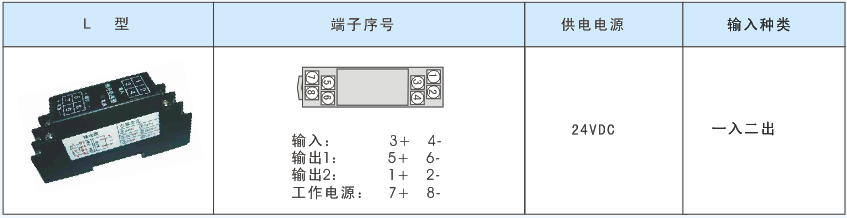 L 型
端子序号
供电电源
输入种类
7 5 3 1
8 6 4 2
输入： 3+ 4-
输出1： 5+ 6-
输出2： 1+ 2-
工作电源： 7+ 8-
24VDC
一入二出